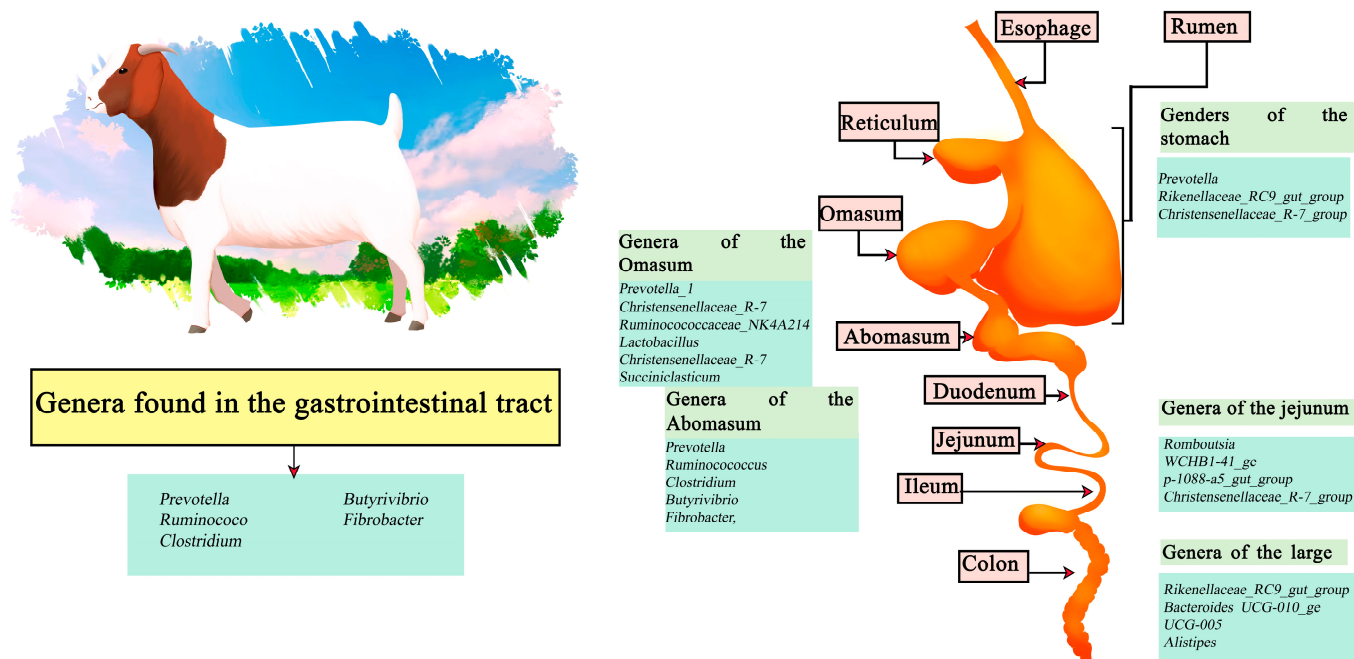 Genera found in the gastrointestinal tract
Prevotella
Ruminococo
Clostridium
Butyrivibrio
Fibrobacter
Esophage
Rumen
Reticulum
Omasum
Abomasum
Duodenum
Jejunum
Ileum
Colon
Genera of the
Omasum
Prevotella_1
Christensenellaceae_R-7
Ruminocococcaceae_NK4A214
Lactobacillus
Christensenellaceae_R-7
Succiniclasticum
Genera of the
Abomasum
Prevotella
Ruminococcus
Clostridium
Butyrivibrio
Fibrobacter,
Genders of the
stomach
Prevotella
Rikenellaceae_RC9_gut_group
Christensenellaceae_R-7_group
Genera of the jejunum
Romboutsia
WCHB1-41_ge
p-1088-a5_gut_group
Christensenellaceae_R-7_group
Genera of the large
Rikenellaceae_RC9_gut_group
Bacteroides UCG-010_ge
UCG-005
Alistipes